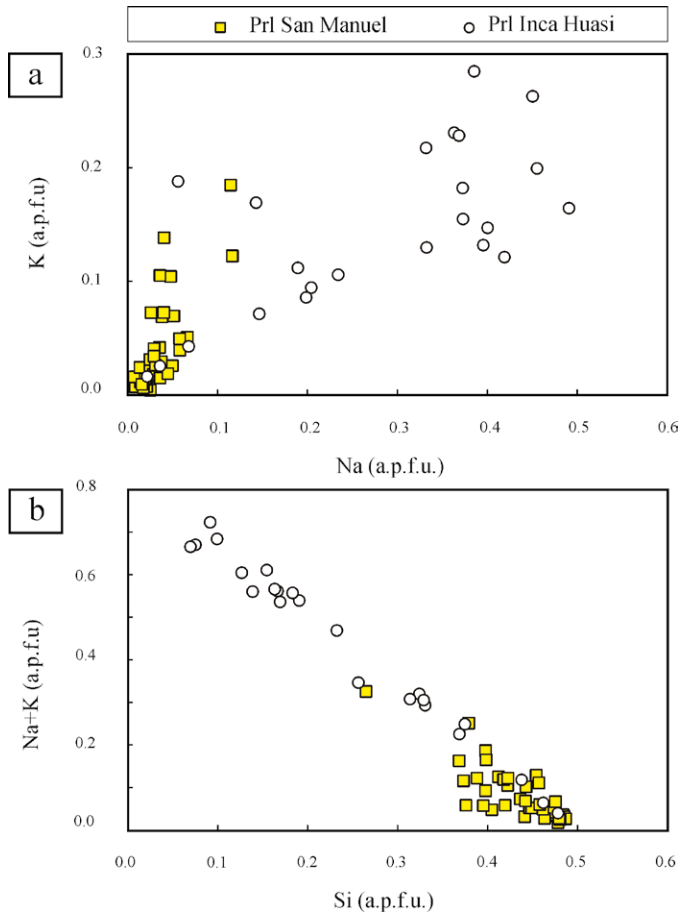 Prl San Manuel Prl Inca Huasi
a
0.3
0.2
0.1
0.0
K (a.p.f.u)
0.0 0.1 0.2 0.3 0.4 0.5 0.6
Na (a.p.f.u.)
b
0.8
0.6
0.4
0.2
0.0
Na+K (a.p.f.u)
0.0 0.1 0.2 0.3 0.4 0.5 0.6
Si (a.p.f.u.)